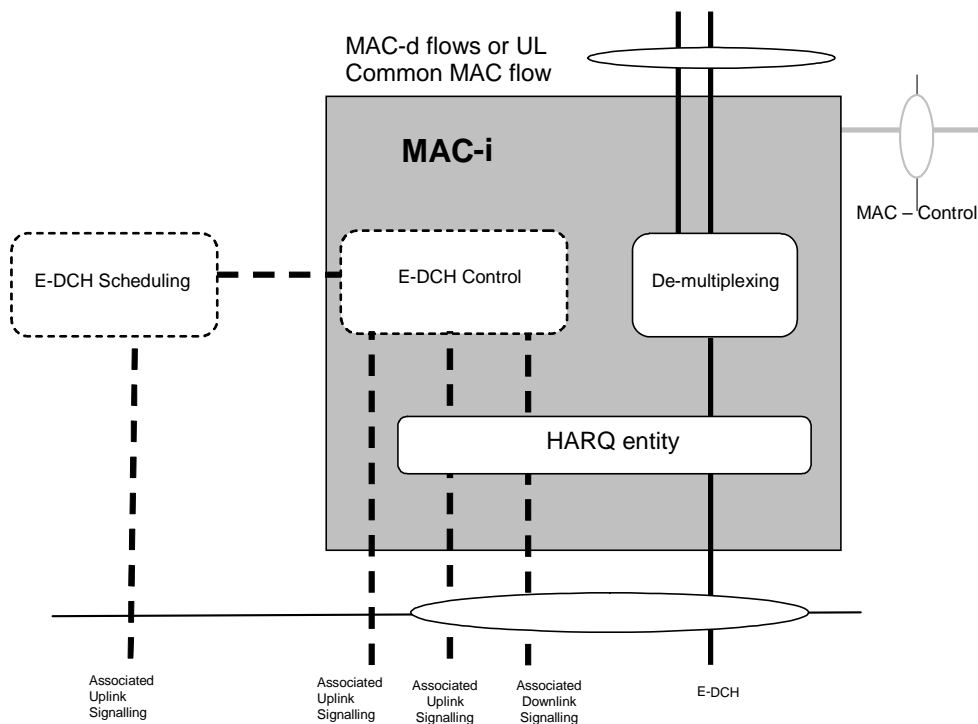 MAC-d flows or UL
Common MAC flow
MAC-i
MAC – Control
E-DCH Scheduling
E-DCH Control
De-multiplexing
HARQ entity
Associated
Uplink
Signalling
Associated
Uplink
Signalling
Associated
Uplink
Signalling
Associated
Downlink
Signalling
E-DCH